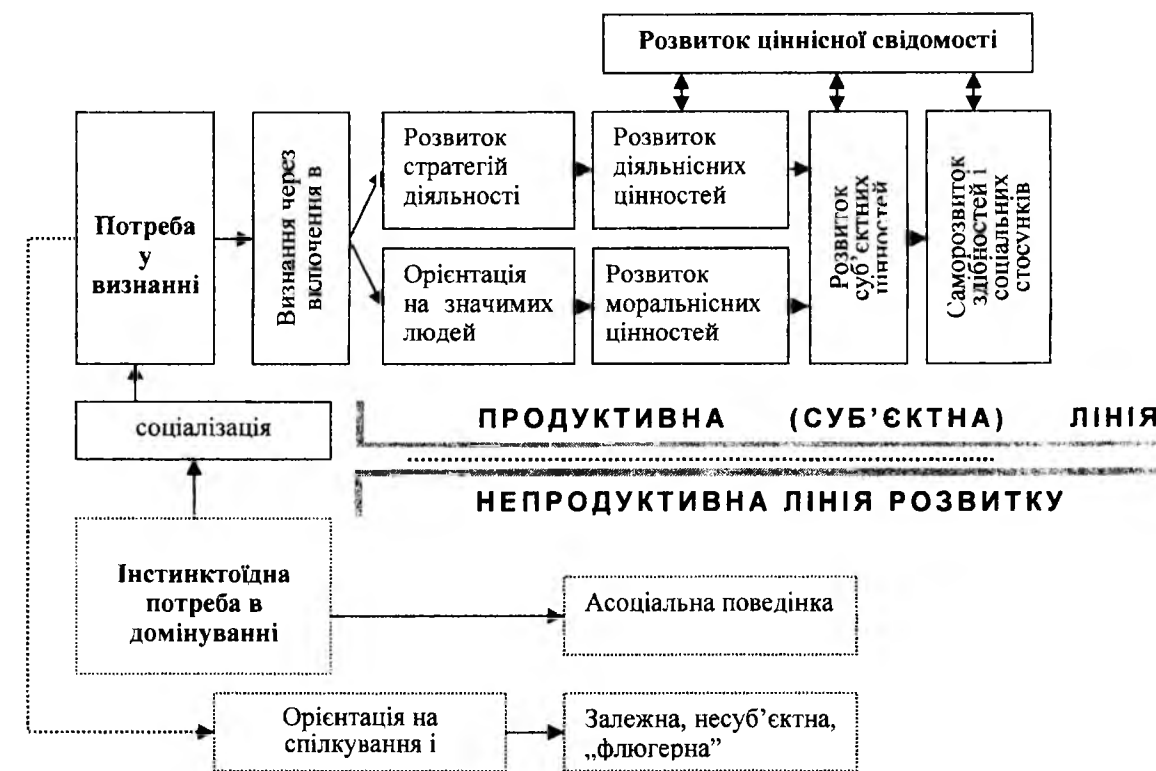 Розвиток ціннісної свідомості
Потреба
у
визнанні
Визнання через
включення в
Розвиток
стратегій
діяльності
Розвиток
діяльнісних
цінностей
Орієнтація
на значимих
людей
Розвиток
моральнісних
цінностей
Розвиток
суб’єктних
цінностей
Саморозвиток
здібностей і
соціальних
стосунків
соціалізація
ПРОДУКТИВНА (СУБ’ЄКТНА) ЛІНІЯ
НЕПРОДУКТИВНА ЛІНІЯ РОЗВИТКУ
Інстинктоїдна
потреба в
домінуванні
Асоціальна поведінка
Орієнтація на
спілкування і
Залежна, несуб’єктна,
„флюгерна”